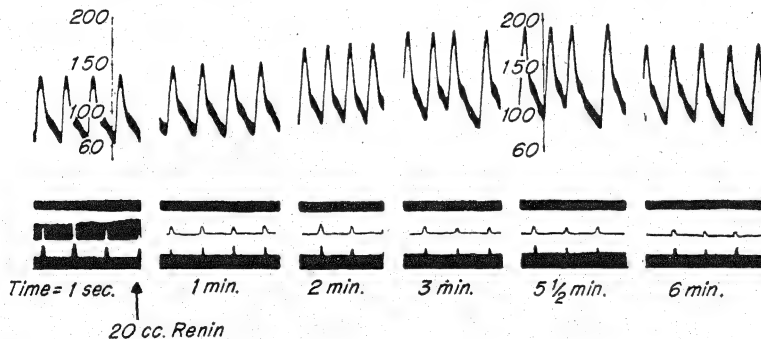 200
150
100
60
200
150
100
60
Time = 1 sec.
1 min.
2 min.
3 min.
5 1/2 min.
6 min.
20 cc. Renin